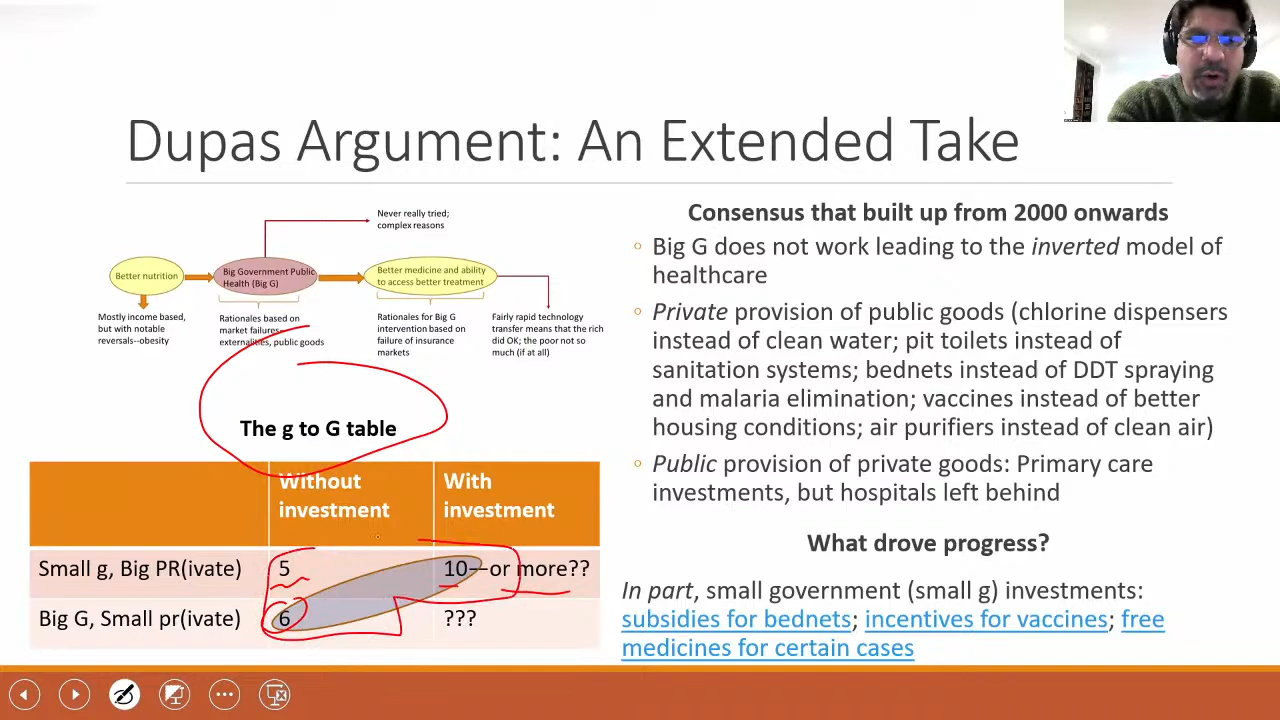 Dupas Argument: An Extended Take
Never really tried;
complex reasons
Better nutrition
Big Government Public
Health (Big G)
Better medicine and ability
to access better treatment
Mostly income based,
but with notable
reversals--obesity
Rationales based on
market failures--
externalities, public goods
Rationales for Big G
intervention based on
failure of insurance
markets
Fairly rapid technology
transfer means that the rich
did OK; the poor not so
much (if at all)
The g to G table
Without
investment
With
investment
Small g, Big PR(ivate)
5
10—or more??
Big G, Small pr(ivate)
6
???
Consensus that built up from 2000 onwards
Big G does not work leading to the inverted model of
healthcare
Private provision of public goods (chlorine dispensers
instead of clean water; pit toilets instead of
sanitation systems; bednets instead of DDT spraying
and malaria elimination; vaccines instead of better
housing conditions; air purifiers instead of clean air)
Public provision of private goods: Primary care
investments, but hospitals left behind
What drove progress?
In part, small government (small g) investments:
subsidies for bednets; incentives for vaccines; free
medicines for certain cases